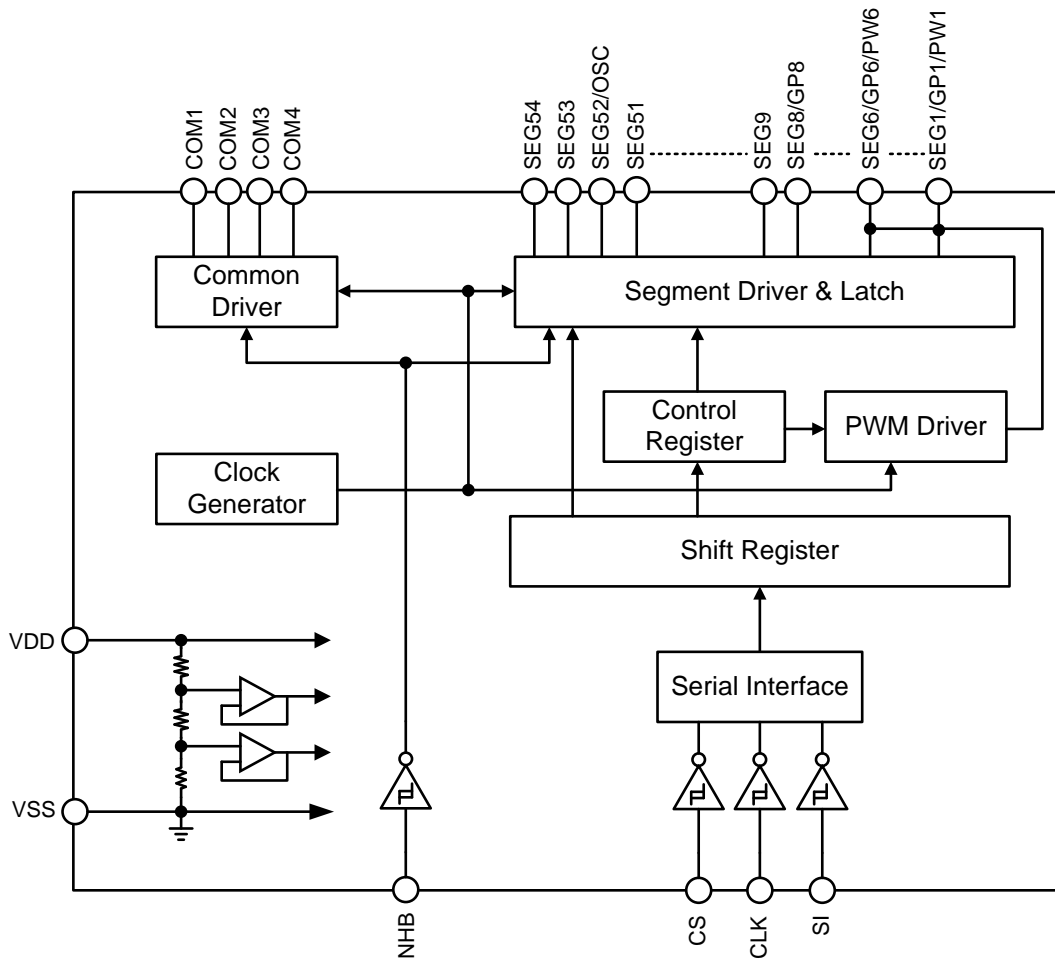 COM1
COM2
COM3
COM4
SEG54
SEG53
SEG52/OSC
SEG51
SEG9
SEG8/GP8
SEG6/GP6/PW6
SEG1/GP1/PW1
Common
Driver
Segment Driver & Latch
Control
Register
PWM Driver
Clock
Generator
Shift Register
VDD
Serial Interface
VSS
NHB
CS
CLK
SI